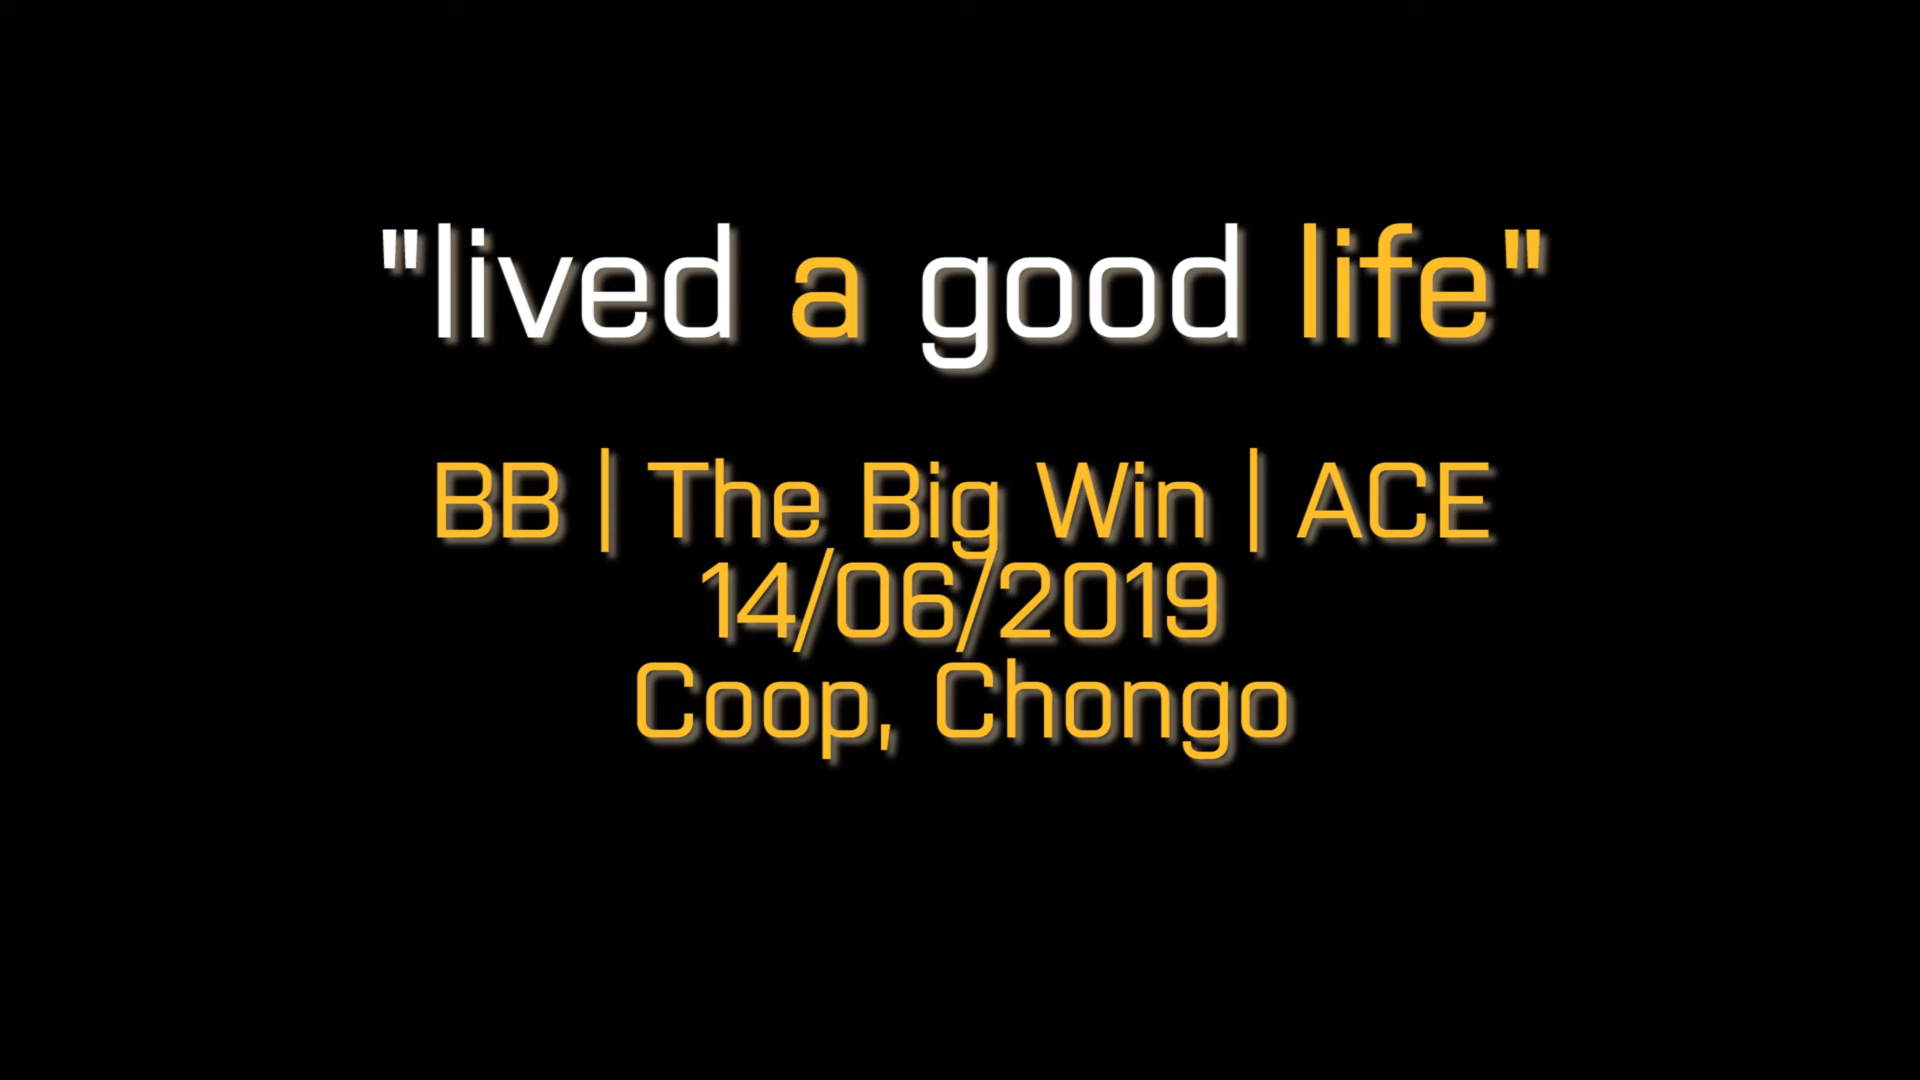 "lived a good life"
BB | The Big Win | ACE
14/06/2019
Coop, Chongo